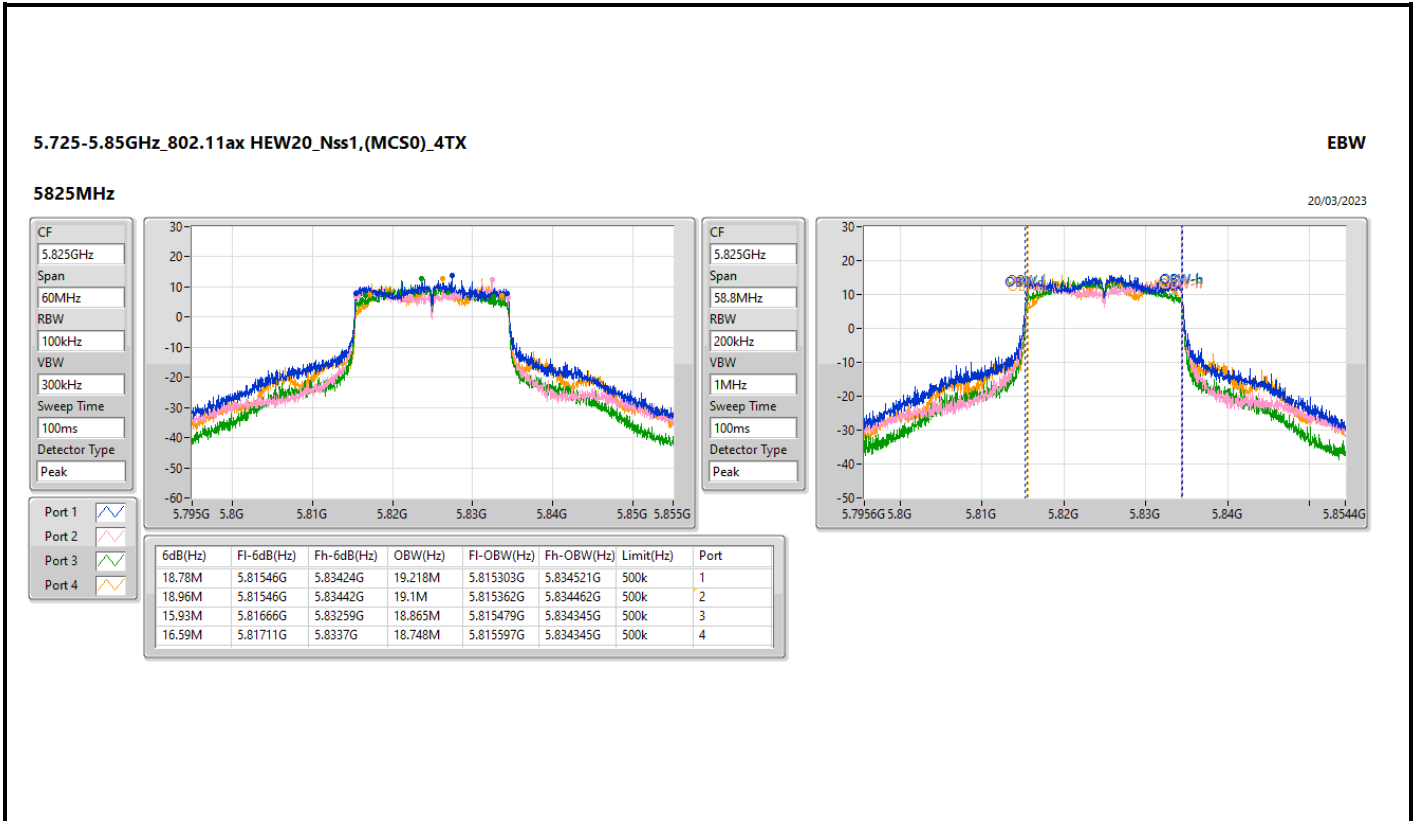 5.725-5.85GHz_802.11ax HEW20_Nss1,(MCS0)_4TX
EBW
5825MHz
20/03/2023
CF
5.825GHz
Span
60MHz
RBW
100kHz
VBW
300kHz
Sweep Time
100ms
Detector Type
Peak
30
20
10
0
-10
-20
-30
-40
-50
-60
5.795G 5.8G 5.81G 5.82G 5.83G 5.84G 5.85G 5.855G
CF
5.825GHz
Span
58.8MHz
RBW
200kHz
VBW
1MHz
Sweep Time
100ms
Detector Type
Peak
30
20
10
0
-10
-20
-30
-40
-50
OBW-l OBW-h
5.7956G 5.8G 5.81G 5.82G 5.83G 5.84G 5.8544G
Port 1
Port 2
Port 3
Port 4
6dB(Hz) Fl-6dB(Hz) Fh-6dB(Hz) OBW(Hz) Fl-OBW(Hz) Fh-OBW(Hz) Limit(Hz) Port
18.78M 5.81546G 5.83424G 19.218M 5.815303G 5.834521G 500k 1
18.96M 5.81546G 5.83442G 19.1M 5.815362G 5.834462G 500k 2
15.93M 5.81666G 5.83259G 18.865M 5.815479G 5.834345G 500k 3
16.59M 5.81711G 5.8337G 18.748M 5.815597G 5.834345G 500k 4